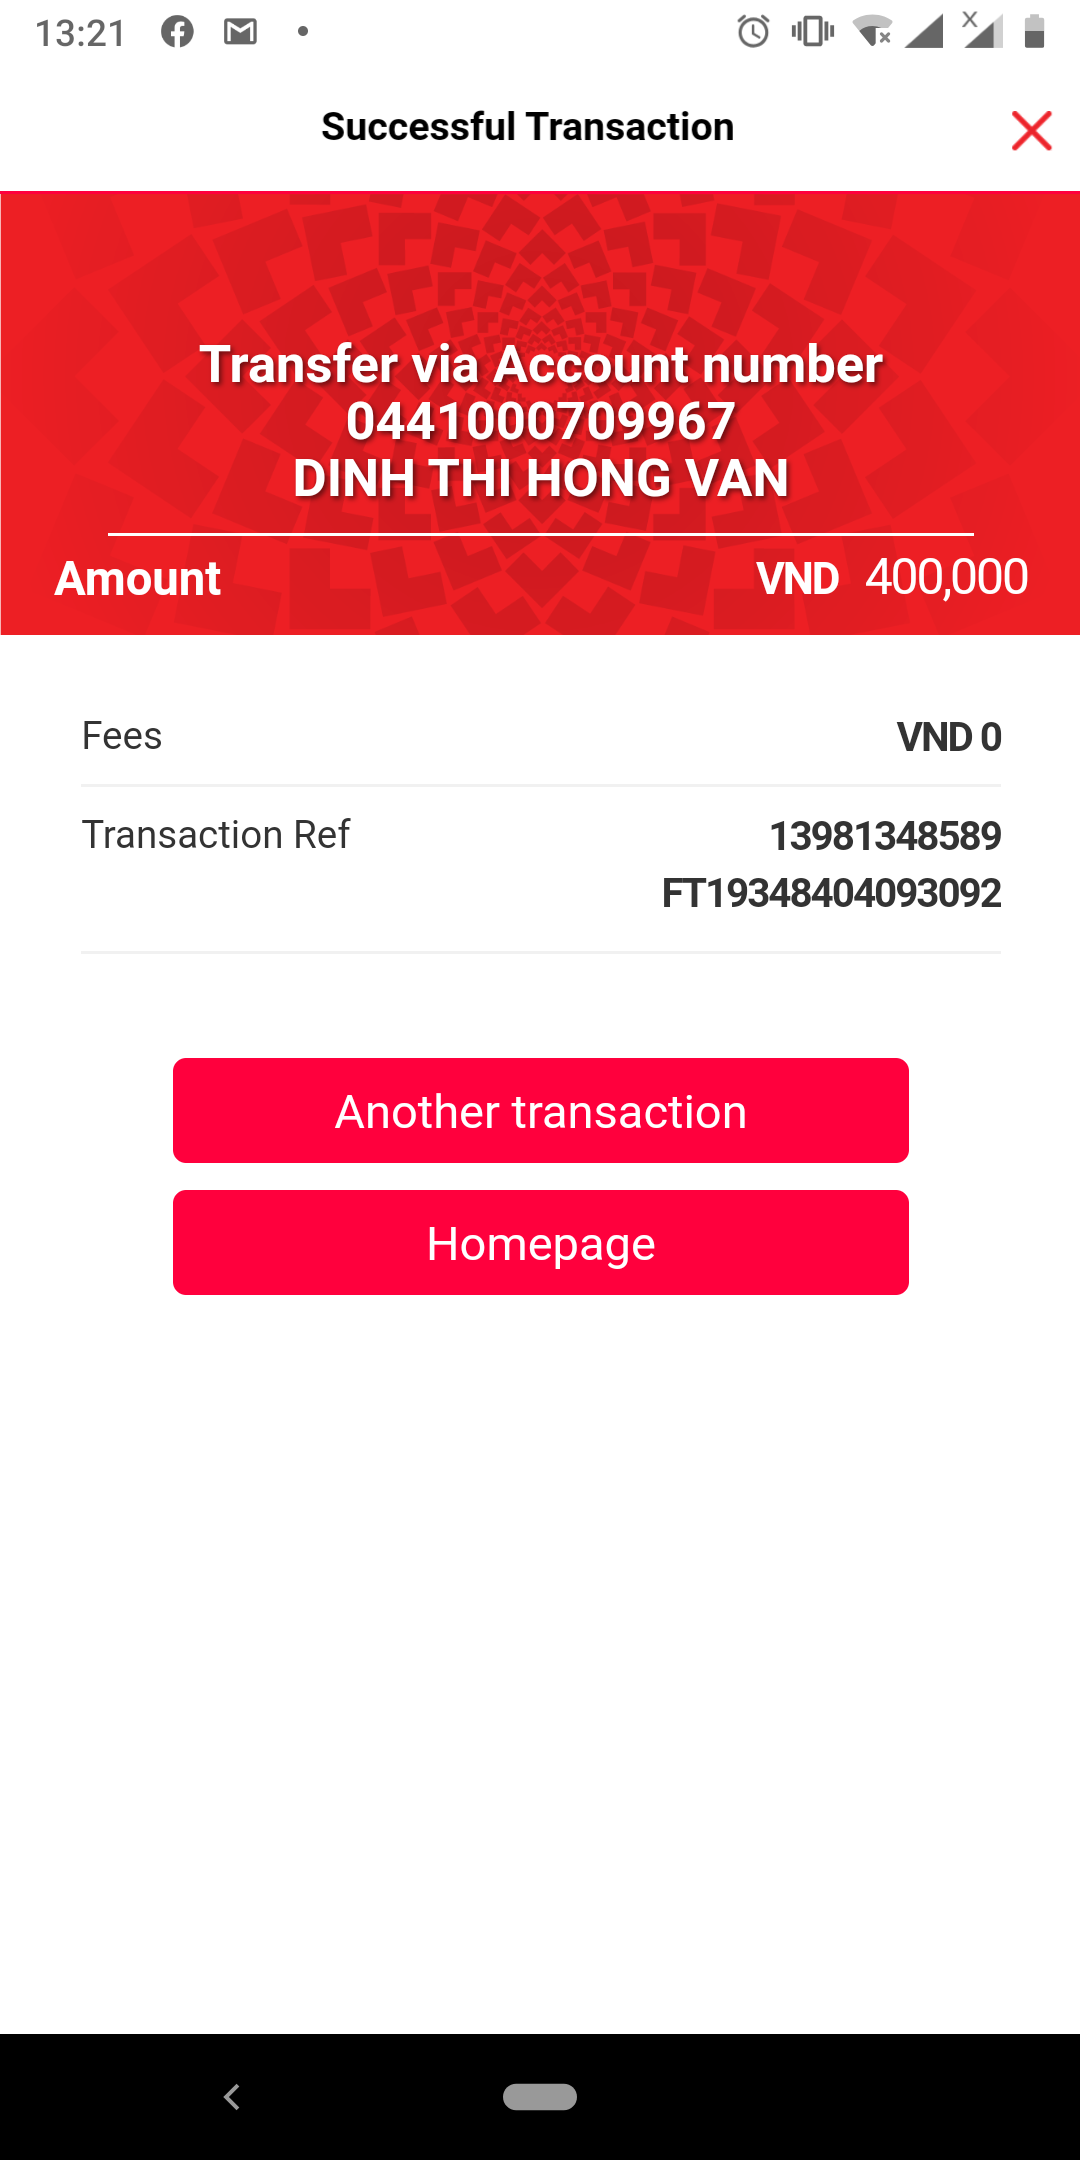 13:21
Successful Transaction
Transfer via Account number
0441000709967
DINH THI HONG VAN
Amount VND 400,000
Fees VND 0
Transaction Ref 13981348589
FT19348404093092
Another transaction
Homepage